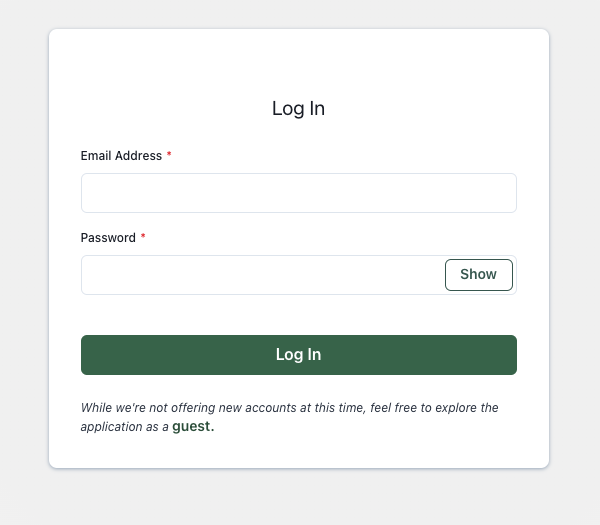 Log In
Email Address *
Password *
Show
Log In
While we're not offering new accounts at this time, feel free to explore the
application as a guest.